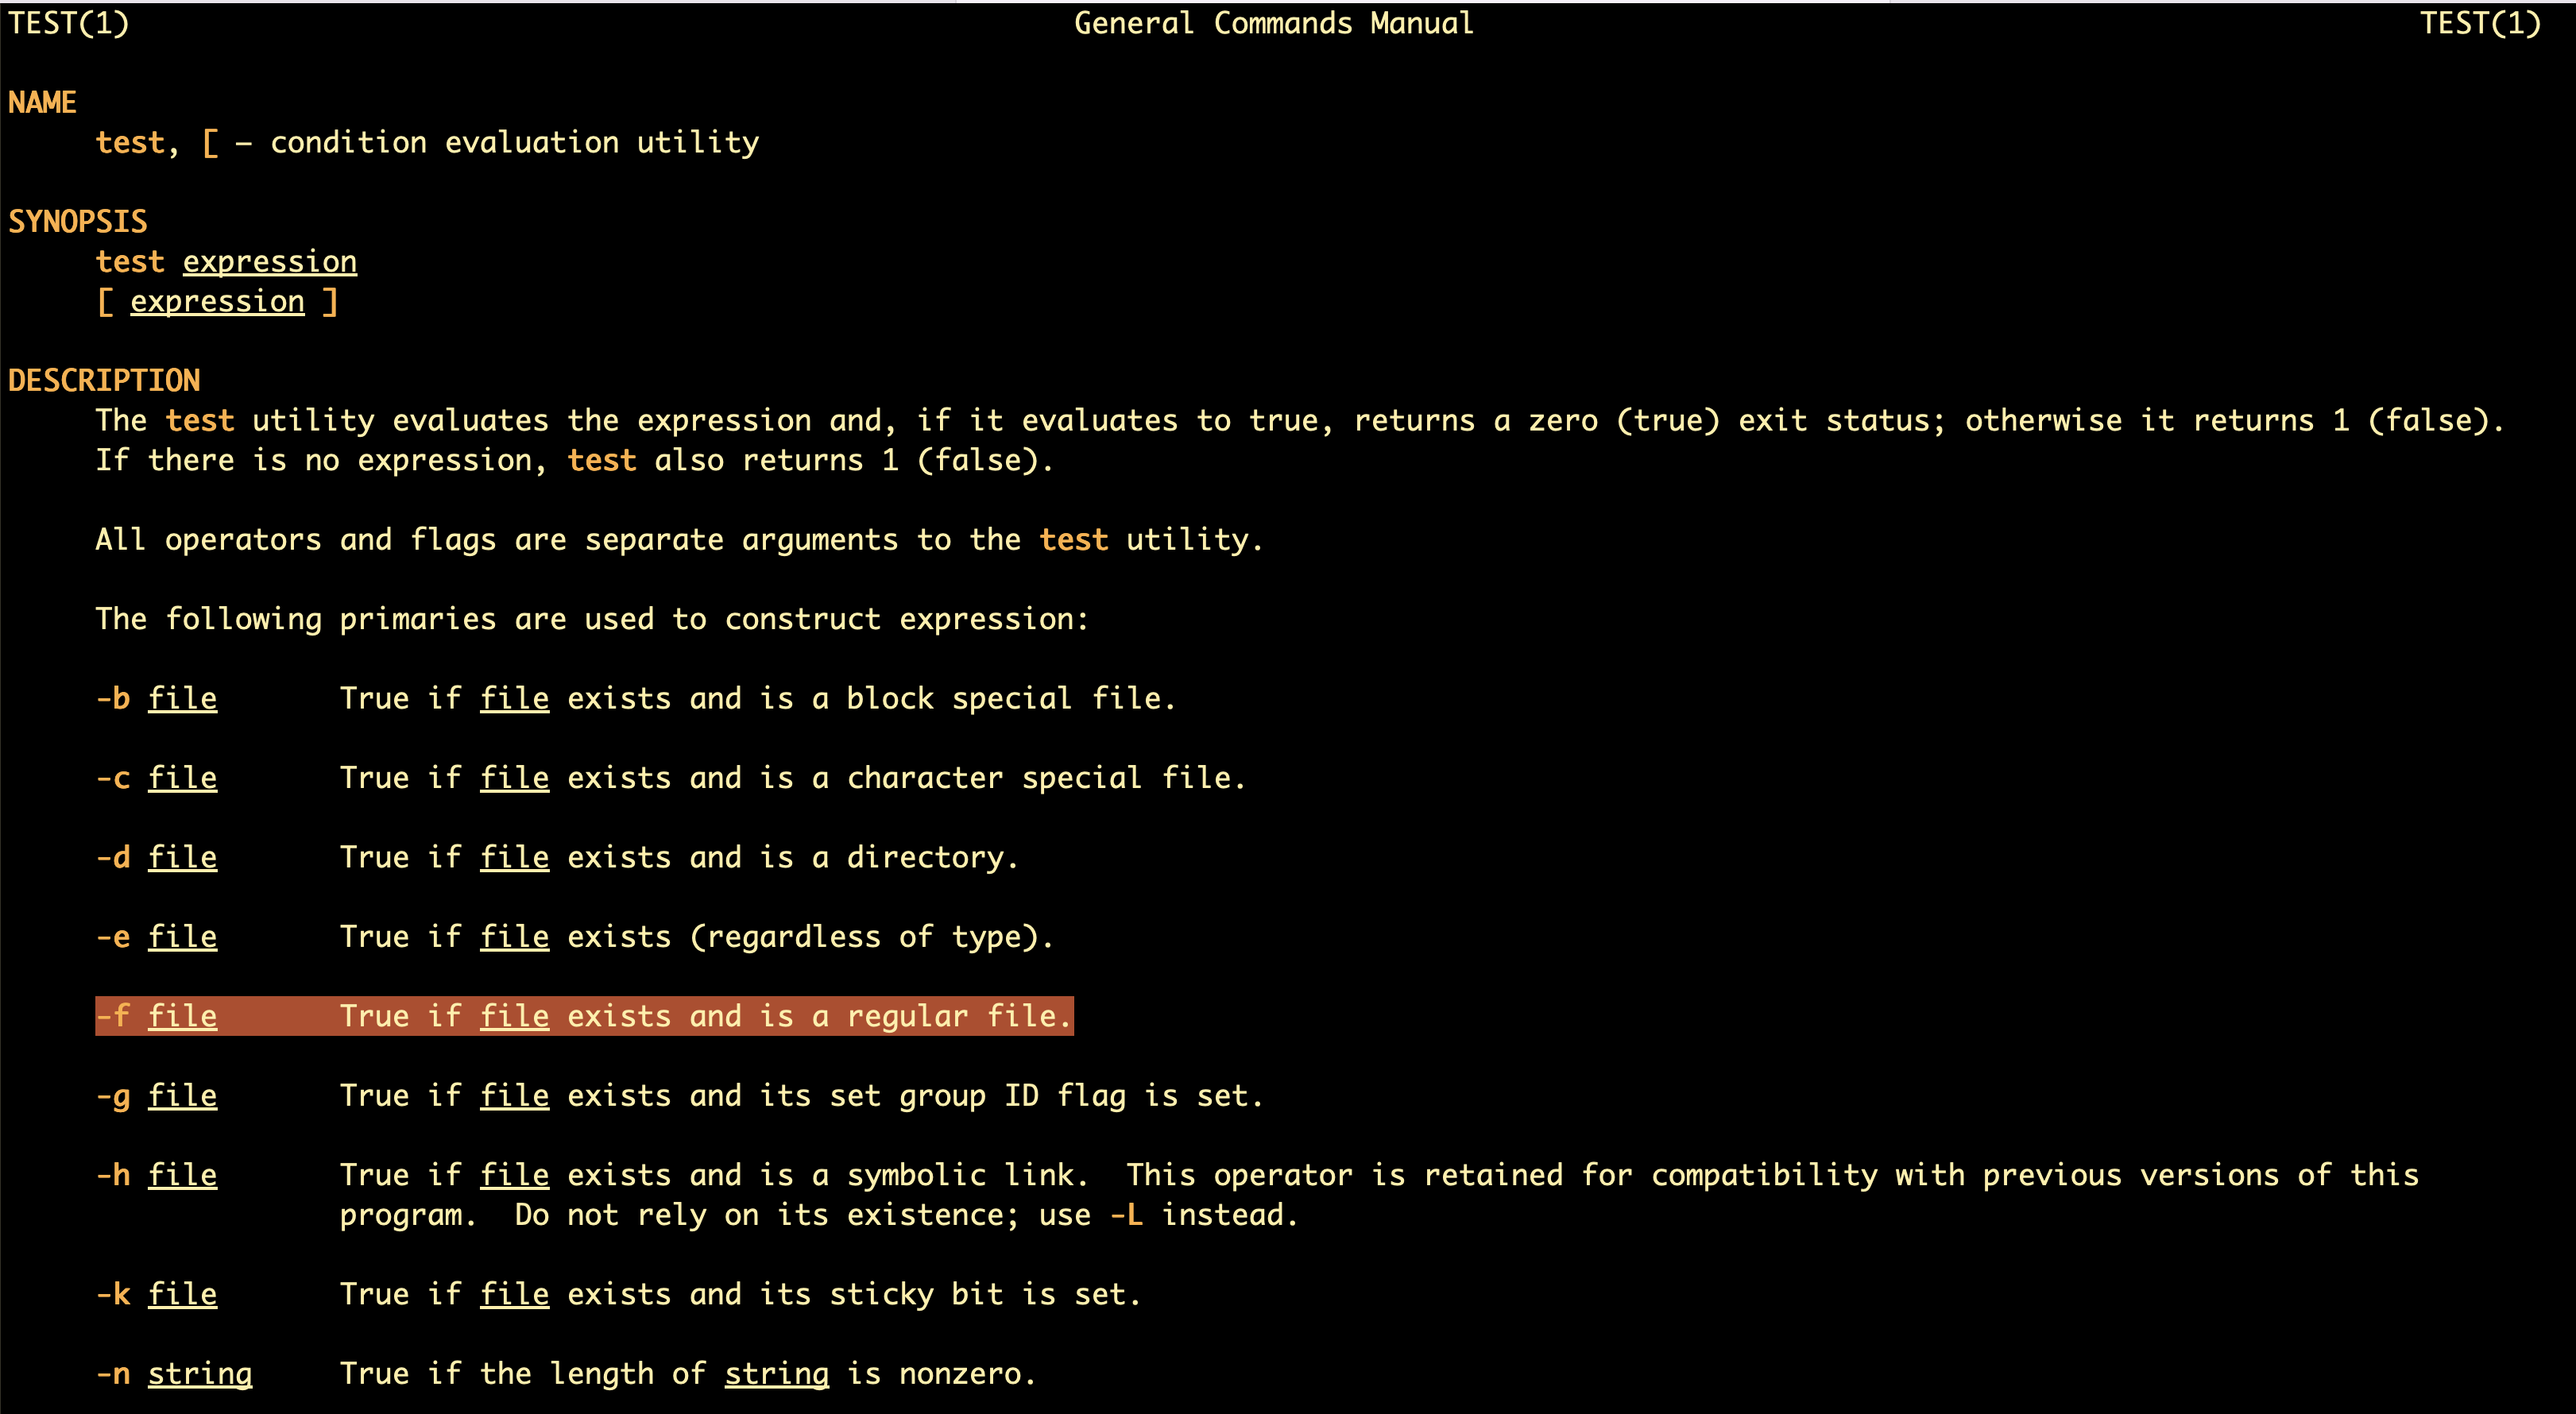 TEST(1) General Commands Manual TEST(1)
NAME
test, [ – condition evaluation utility
SYNOPSIS
test expression
[ expression ]
DESCRIPTION
The test utility evaluates the expression and, if it evaluates to true, returns a zero (true) exit status; otherwise it returns 1 (false).
If there is no expression, test also returns 1 (false).
All operators and flags are separate arguments to the test utility.
The following primaries are used to construct expression:
-b file True if file exists and is a block special file.
-c file True if file exists and is a character special file.
-d file True if file exists and is a directory.
-e file True if file exists (regardless of type).
-f file True if file exists and is a regular file.
-g file True if file exists and its set group ID flag is set.
-h file True if file exists and is a symbolic link.  This operator is retained for compatibility with previous versions of this
program.  Do not rely on its existence; use -L instead.
-k file True if file exists and its sticky bit is set.
-n string True if the length of string is nonzero.